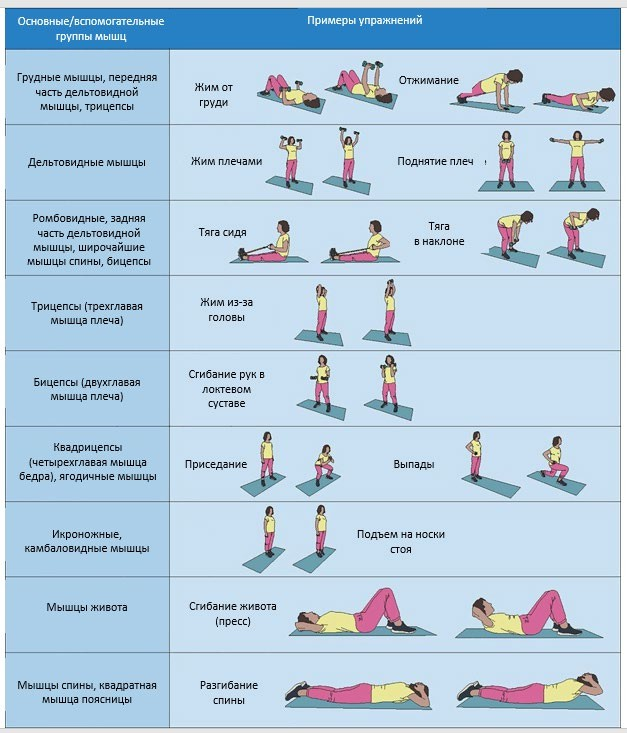 Основные/вспомогательные
группы мышц
Примеры упражнений
Грудные мышцы, передняя
часть дельтовидной
мышцы, трицепсы
Жим от
груди
Отжимание
Дельтовидные мышцы
Жим плечами
Поднятие плеч
Ромбовидные, задняя
часть дельтовидной
мышцы, широчайшие
мышцы спины, бицепсы
Тяга сидя
Тяга
в наклоне
Трицепсы (трехглавая
мышца плеча)
Жим из-за
головы
Бицепсы (двухглавая
мышца плеча)
Сгибание рук в
локтевом
суставе
Квадрицепсы
(четырехглавая мышца
бедра), ягодичные мышцы
Приседание
Выпады
Икроножные,
камбаловидные мышцы
Подъем на носки
стоя
Мышцы живота
Сгибание живота
(пресс)
Мышцы спины, квадратная
мышца поясницы
Разгибание
спины